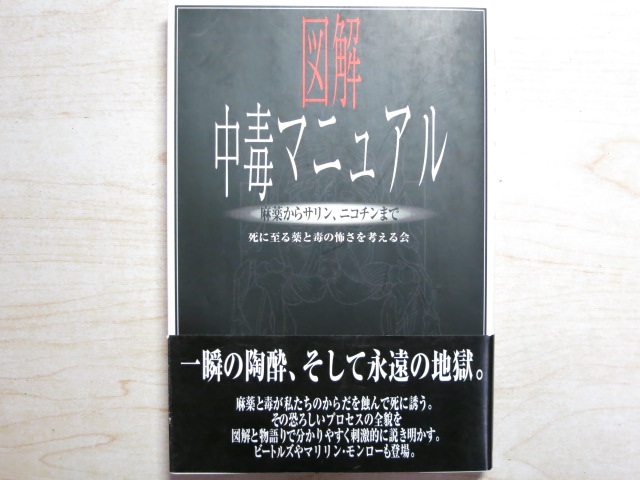 図解
中毒マニュアル
麻薬からサリン、ニコチンまで
死に至る薬と毒の怖さを考える会
一瞬の陶酔、そして永遠の地獄。
麻薬と毒が私たちのからだを蝕んで死に誘う。
その恐ろしいプロセスの全貌を
図解と物語りで分かりやすく刺激的に説き明かす。
ビートルズやマリリン・モンローも登場。